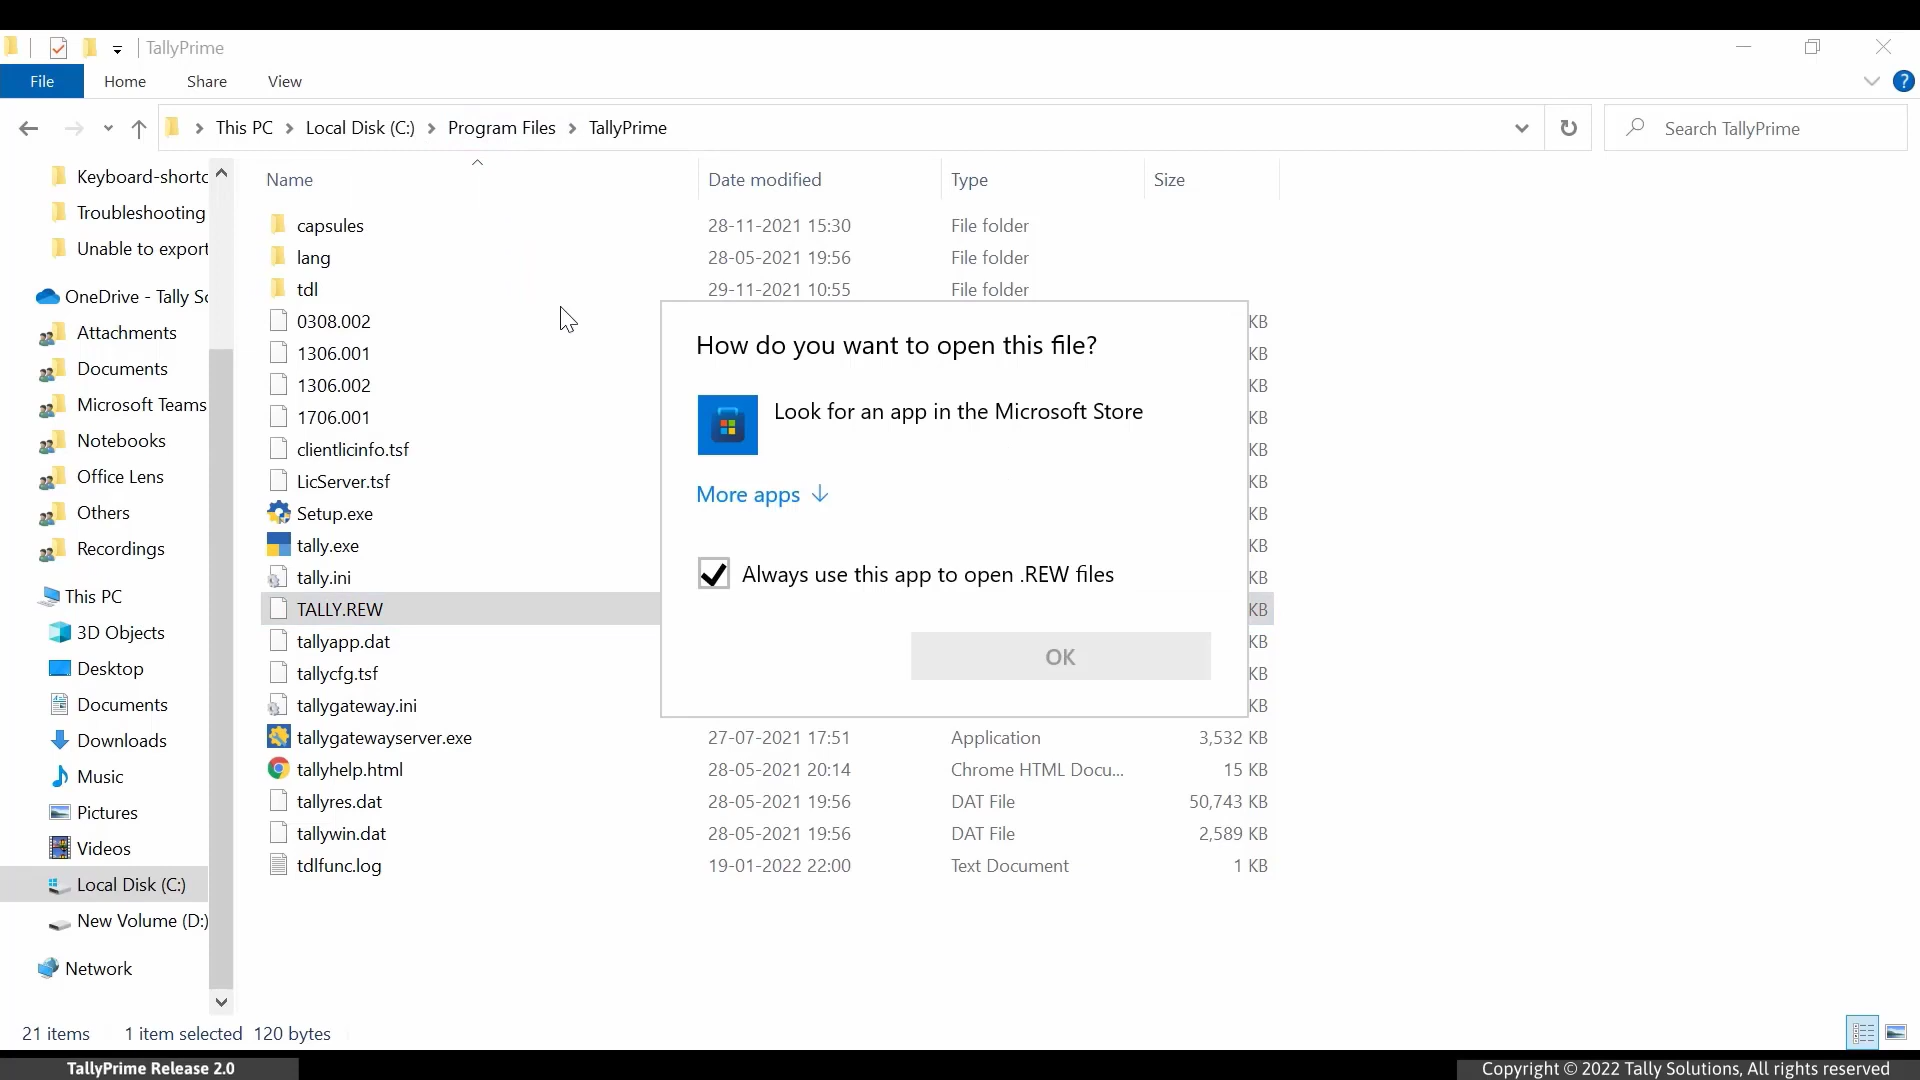 TallyPrime
File
Home
Share
View
This PC
Local Disk (C:)
Program Files
TallyPrime
Search TallyPrime
Keyboard-shortc
Troubleshooting
Unable to export
OneDrive - Tally So
Attachments
Documents
Microsoft Teams
Notebooks
Office Lens
Others
Recordings
This PC
3D Objects
Desktop
Documents
Downloads
Music
Pictures
Videos
Local Disk (C:)
New Volume (D:)
Network
Name Date modified Type Size
capsules 28-11-2021 15:30 File folder
lang 28-05-2021 19:56 File folder
tdl 29-11-2021 10:55 File folder
0308.002 KB
1306.001 KB
1306.002 KB
1706.001 KB
clientlicinfo.tsf KB
LicServer.tsf KB
Setup.exe KB
tally.exe KB
tally.ini KB
TALLY.REW KB
tallyapp.dat KB
tallycfg.tsf KB
tallygateway.ini KB
tallygatewayserver.exe 27-07-2021 17:51 Application 3,532 KB
tallyhelp.html 28-05-2021 20:14 Chrome HTML Docu... 15 KB
tallyres.dat 28-05-2021 19:56 DAT File 50,743 KB
tallywin.dat 28-05-2021 19:56 DAT File 2,589 KB
tdlfunc.log 19-01-2022 22:00 Text Document 1 KB
How do you want to open this file?
Look for an app in the Microsoft Store
More apps
Always use this app to open .REW files
OK
21 items 1 item selected 120 bytes
TallyPrime Release 2.0
Copyright © 2022 Tally Solutions, All rights reserved